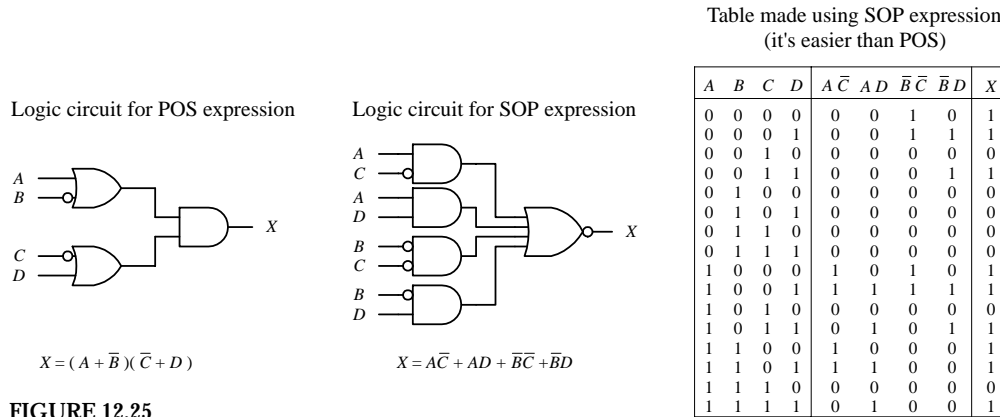 Table made using SOP expression
(it's easier than POS)
Logic circuit for POS expression
Logic circuit for SOP expression
A
B
C
D
X
X = ( A + B̅ )( C̅ + D )
A
C
A
D
B
C
B
D
X
X = AC̅ + AD + B̅C̅ + B̅D
A B C D A C̅ A D B̅ C̅ B̅ D X
0 0 0 0 0 0 1 0 1
0 0 0 1 0 0 1 1 1
0 0 1 0 0 0 0 0 0
0 0 1 1 0 0 0 1 1
0 1 0 0 0 0 0 0 0
0 1 0 1 0 0 0 0 0
0 1 1 0 0 0 0 0 0
0 1 1 1 0 0 0 0 0
1 0 0 0 1 0 1 0 1
1 0 0 1 1 1 1 1 1
1 0 1 0 0 0 0 0 0
1 0 1 1 0 1 0 1 1
1 1 0 0 1 0 0 0 1
1 1 0 1 1 1 0 0 1
1 1 1 0 0 0 0 0 0
1 1 1 1 0 1 0 0 1
FIGURE 12.25